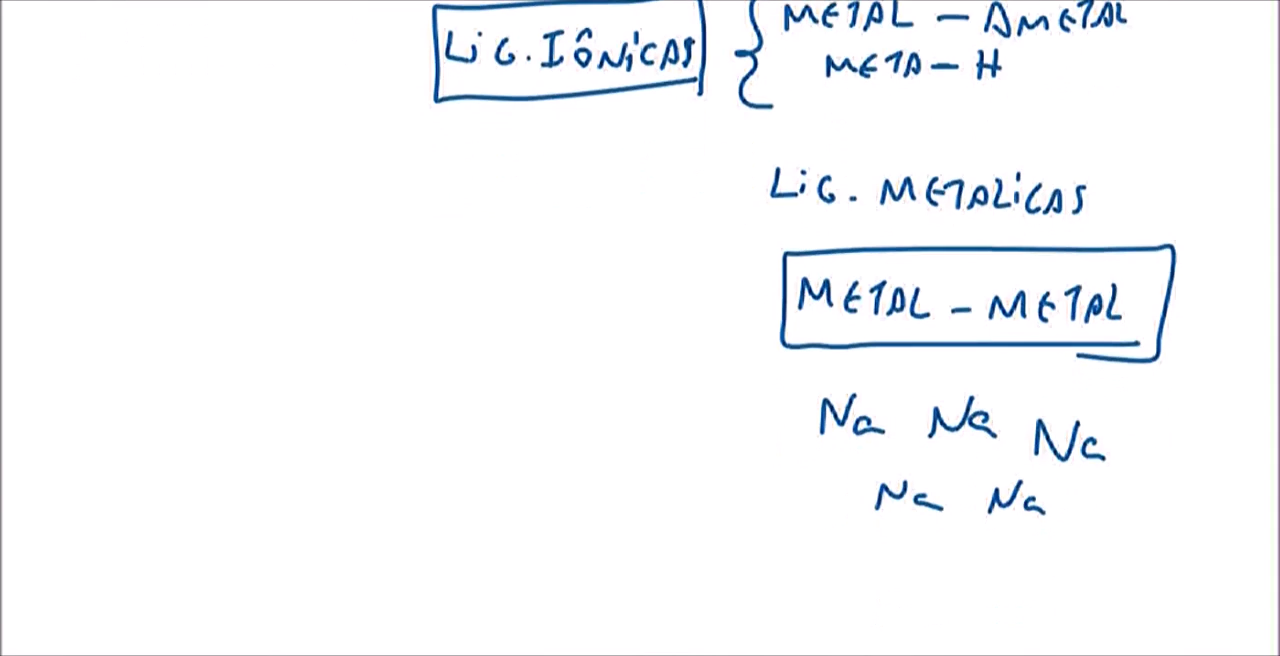 LiG. IÔNiCAS { METAL - AMETAL
META - H
LiG. METALiCAS
METAL - METAL
Na Na Na
Na Na